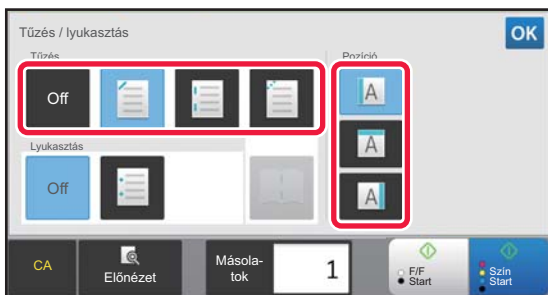 Tűzés / lyukasztás
OK
Tűzés
Pozíció
Off
A
A
A
Lyukasztás
Off
CA
Előnézet
Másola-
tok
1
F/F
Start
Szín
Start